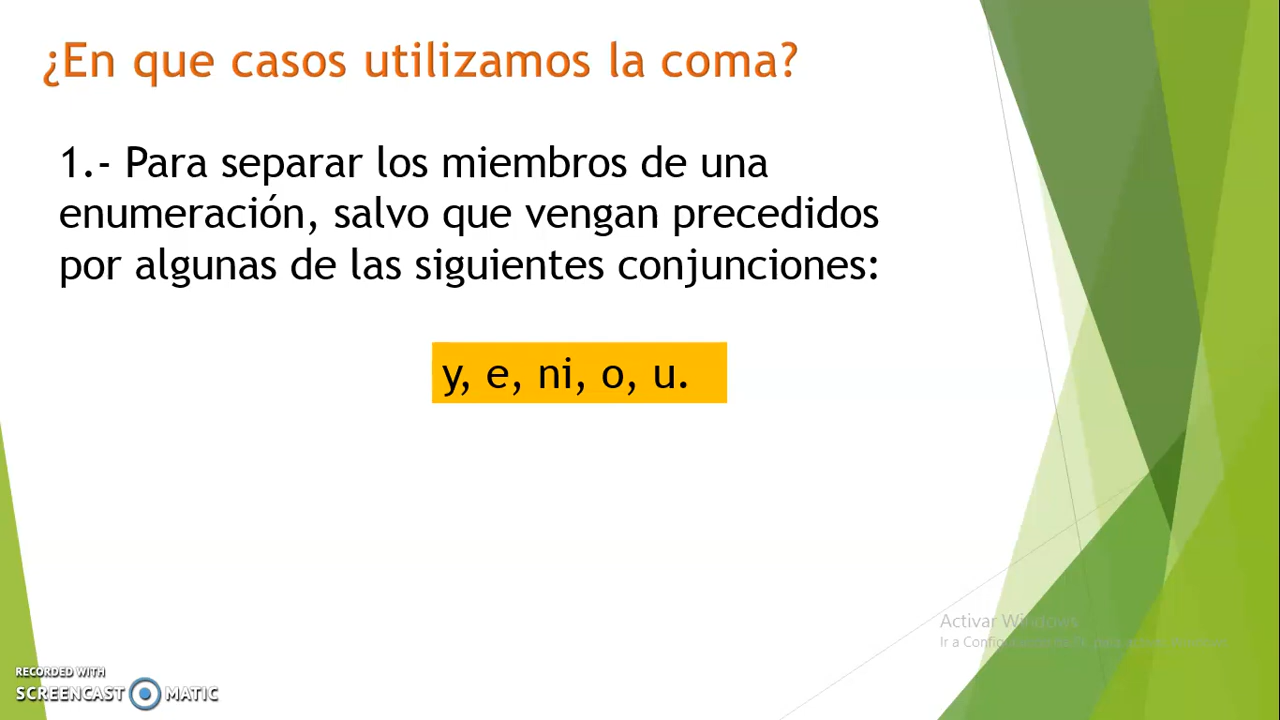 ¿En que casos utilizamos la coma?
1.- Para separar los miembros de una
enumeración, salvo que vengan precedidos
por algunas de las siguientes conjunciones:
y, e, ni, o, u.
Activar Windows
Ir a Configuración de PC para activar Windows.
RECORDED WITH
SCREENCAST MATIC